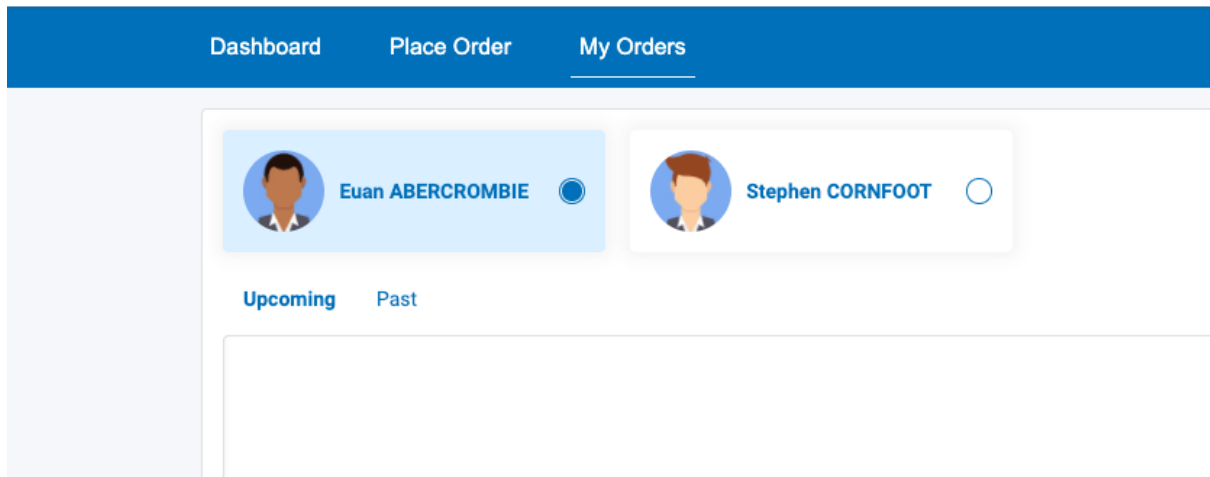 Dashboard Place Order My Orders
Euan ABERCROMBIE Stephen CORNFOOT
Upcoming Past